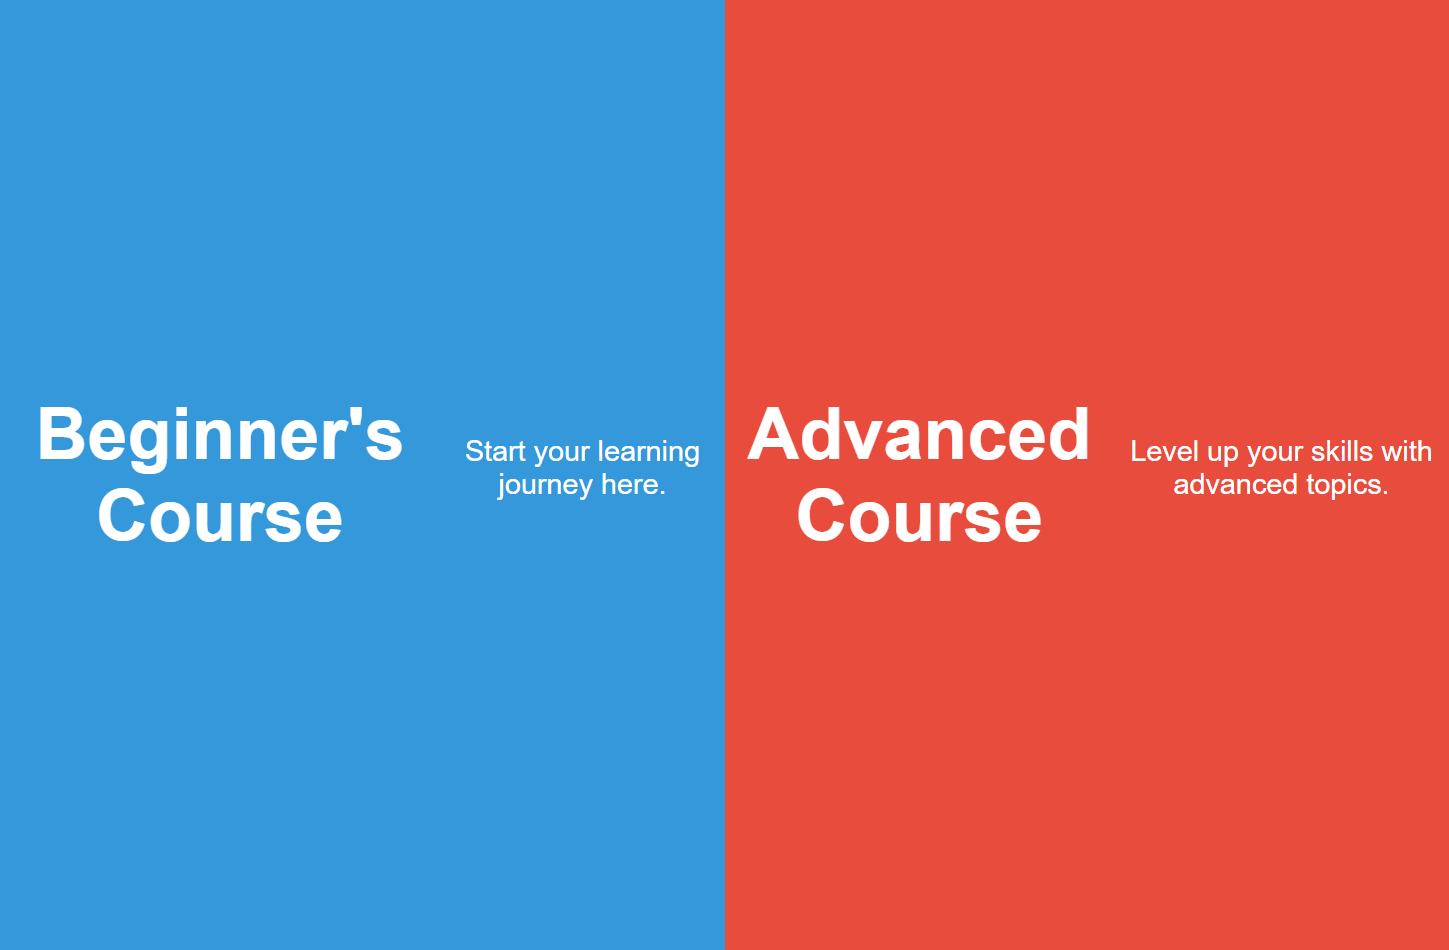 Beginner's
Course
Start your learning
journey here.
Advanced
Course
Level up your skills with
advanced topics.